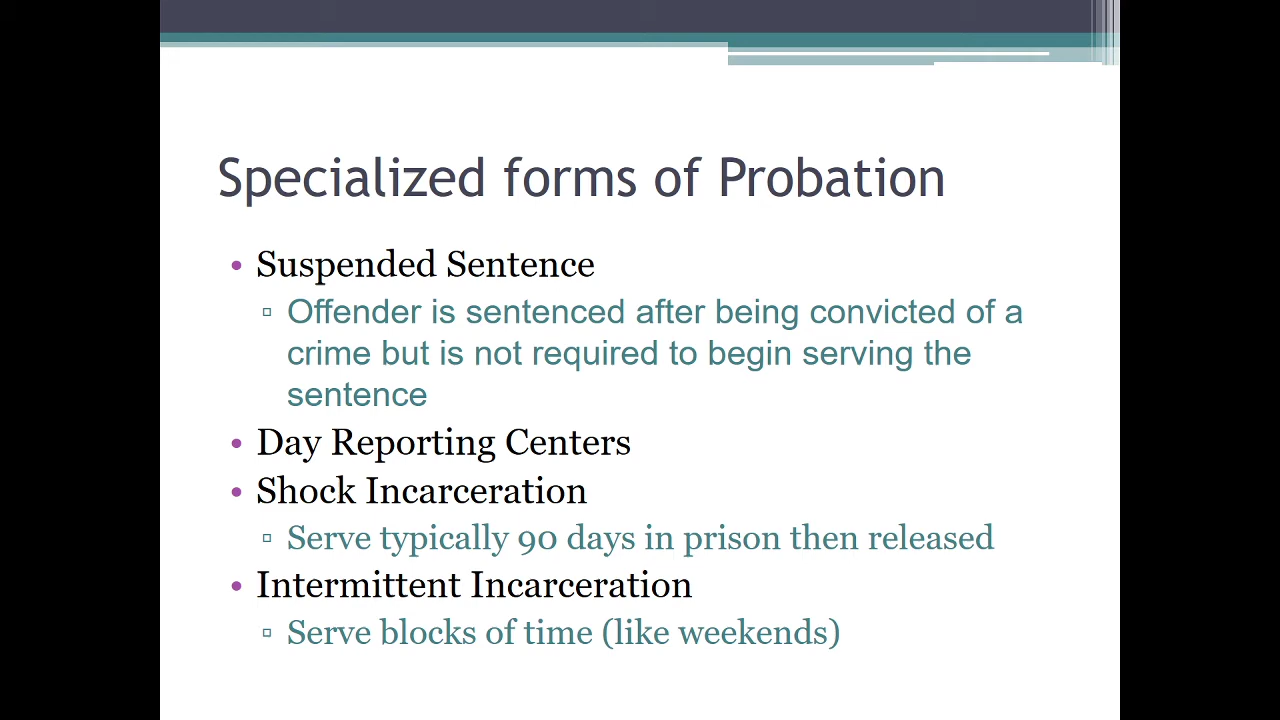 Specialized forms of Probation
• Suspended Sentence
▫ Offender is sentenced after being convicted of a
crime but is not required to begin serving the
sentence
• Day Reporting Centers
• Shock Incarceration
▫ Serve typically 90 days in prison then released
• Intermittent Incarceration
▫ Serve blocks of time (like weekends)